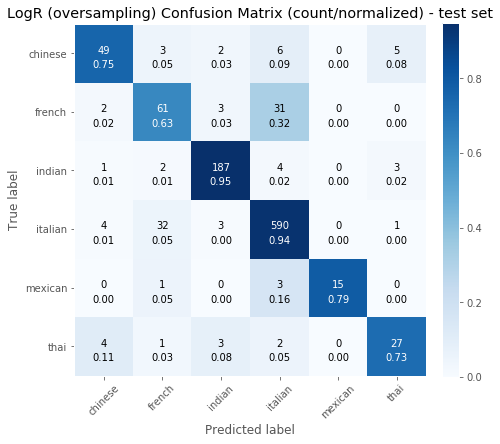 LogR (oversampling) Confusion Matrix (count/normalized) - test set
True label
chinese 49 3 2 6 0 5
0.75 0.05 0.03 0.09 0.00 0.08
french 2 61 3 31 0 0
0.02 0.63 0.03 0.32 0.00 0.00
indian 1 2 187 4 0 3
0.01 0.01 0.95 0.02 0.00 0.02
italian 4 32 3 590 0 1
0.01 0.05 0.00 0.94 0.00 0.00
mexican 0 1 0 3 15 0
0.00 0.05 0.00 0.16 0.79 0.00
thai 4 1 3 2 0 27
0.11 0.03 0.08 0.05 0.00 0.73
chinese french indian italian mexican thai
Predicted label
0.8
0.6
0.4
0.2
0.0